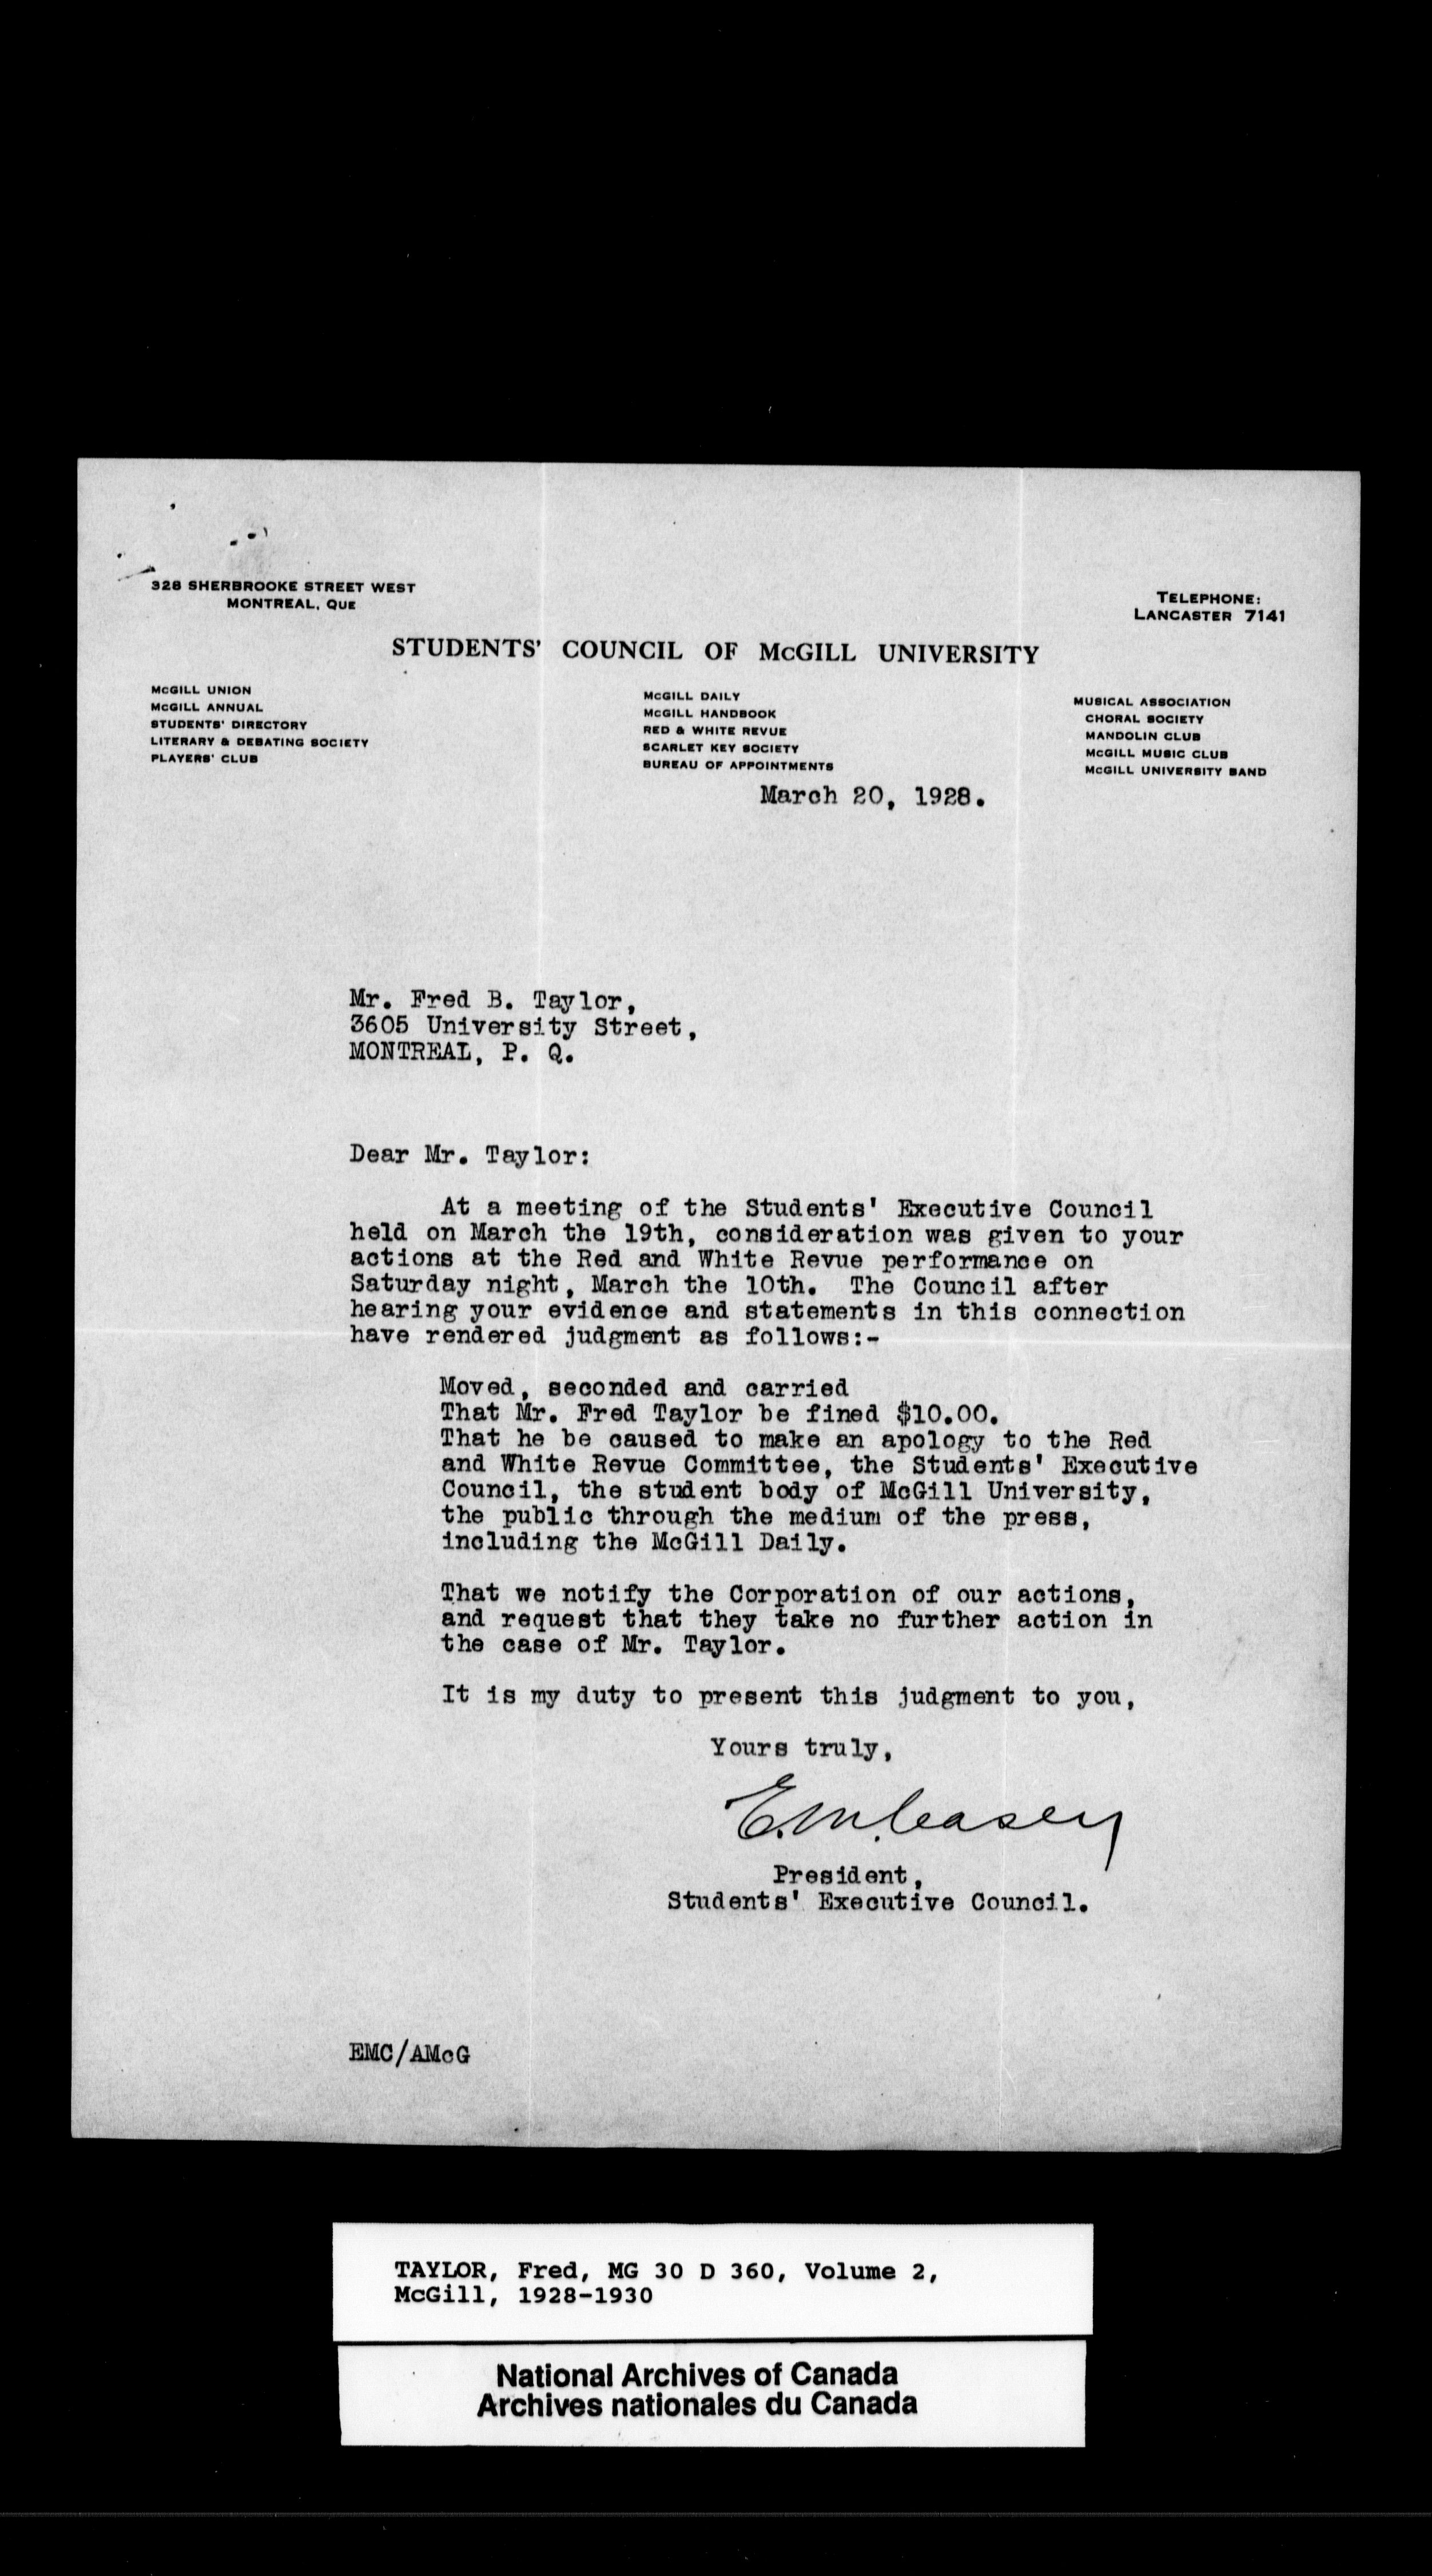 328 SHERBROOKE STREET WEST
MONTREAL, QUE
TELEPHONE:
LANCASTER 7141
STUDENTS' COUNCIL OF McGILL UNIVERSITY
McGILL UNION
McGILL ANNUAL
STUDENTS' DIRECTORY
LITERARY & DEBATING SOCIETY
PLAYERS' CLUB
McGILL DAILY
McGILL HANDBOOK
RED & WHITE REVUE
SCARLET KEY SOCIETY
BUREAU OF APPOINTMENTS
MUSICAL ASSOCIATION
CHORAL SOCIETY
MANDOLIN CLUB
McGILL MUSIC CLUB
McGILL UNIVERSITY BAND
March 20, 1928.
Mr. Fred B. Taylor,
3605 University Street,
MONTREAL, P. Q.
Dear Mr. Taylor:
At a meeting of the Students' Executive Council
held on March the 19th, consideration was given to your
actions at the Red and White Revue performance on
Saturday night, March the 10th. The Council after
hearing your evidence and statements in this connection
have rendered judgment as follows:-
Moved, seconded and carried
That Mr. Fred Taylor be fined $10.00.
That he be caused to make an apology to the Red
and White Revue Committee, the Students' Executive
Council, the student body of McGill University,
the public through the medium of the press,
including the McGill Daily.
That we notify the Corporation of our actions,
and request that they take no further action in
the case of Mr. Taylor.
It is my duty to present this judgment to you,
Yours truly,
E.M. Casey
President,
Students' Executive Council.
EMC/AMcG
TAYLOR, Fred, MG 30 D 360, Volume 2,
McGill, 1928-1930
National Archives of Canada
Archives nationales du Canada